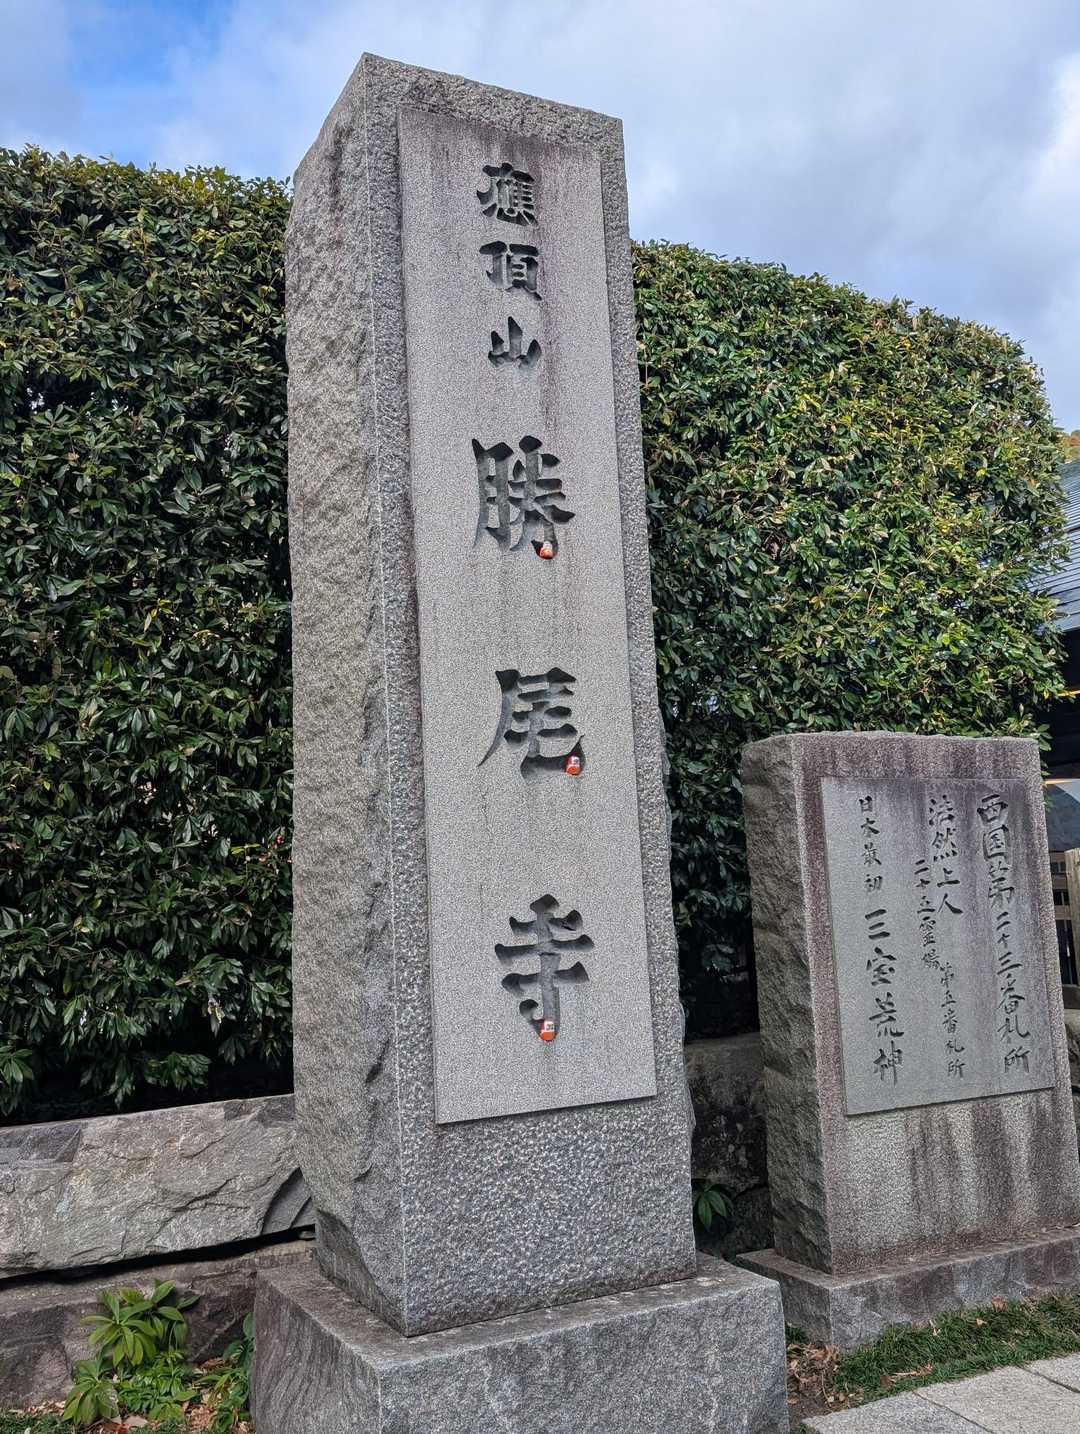 應頂山 勝尾寺
西国第二十三番札所
法然上人
二十五霊場 第五番札所
日本最初 三宝荒神